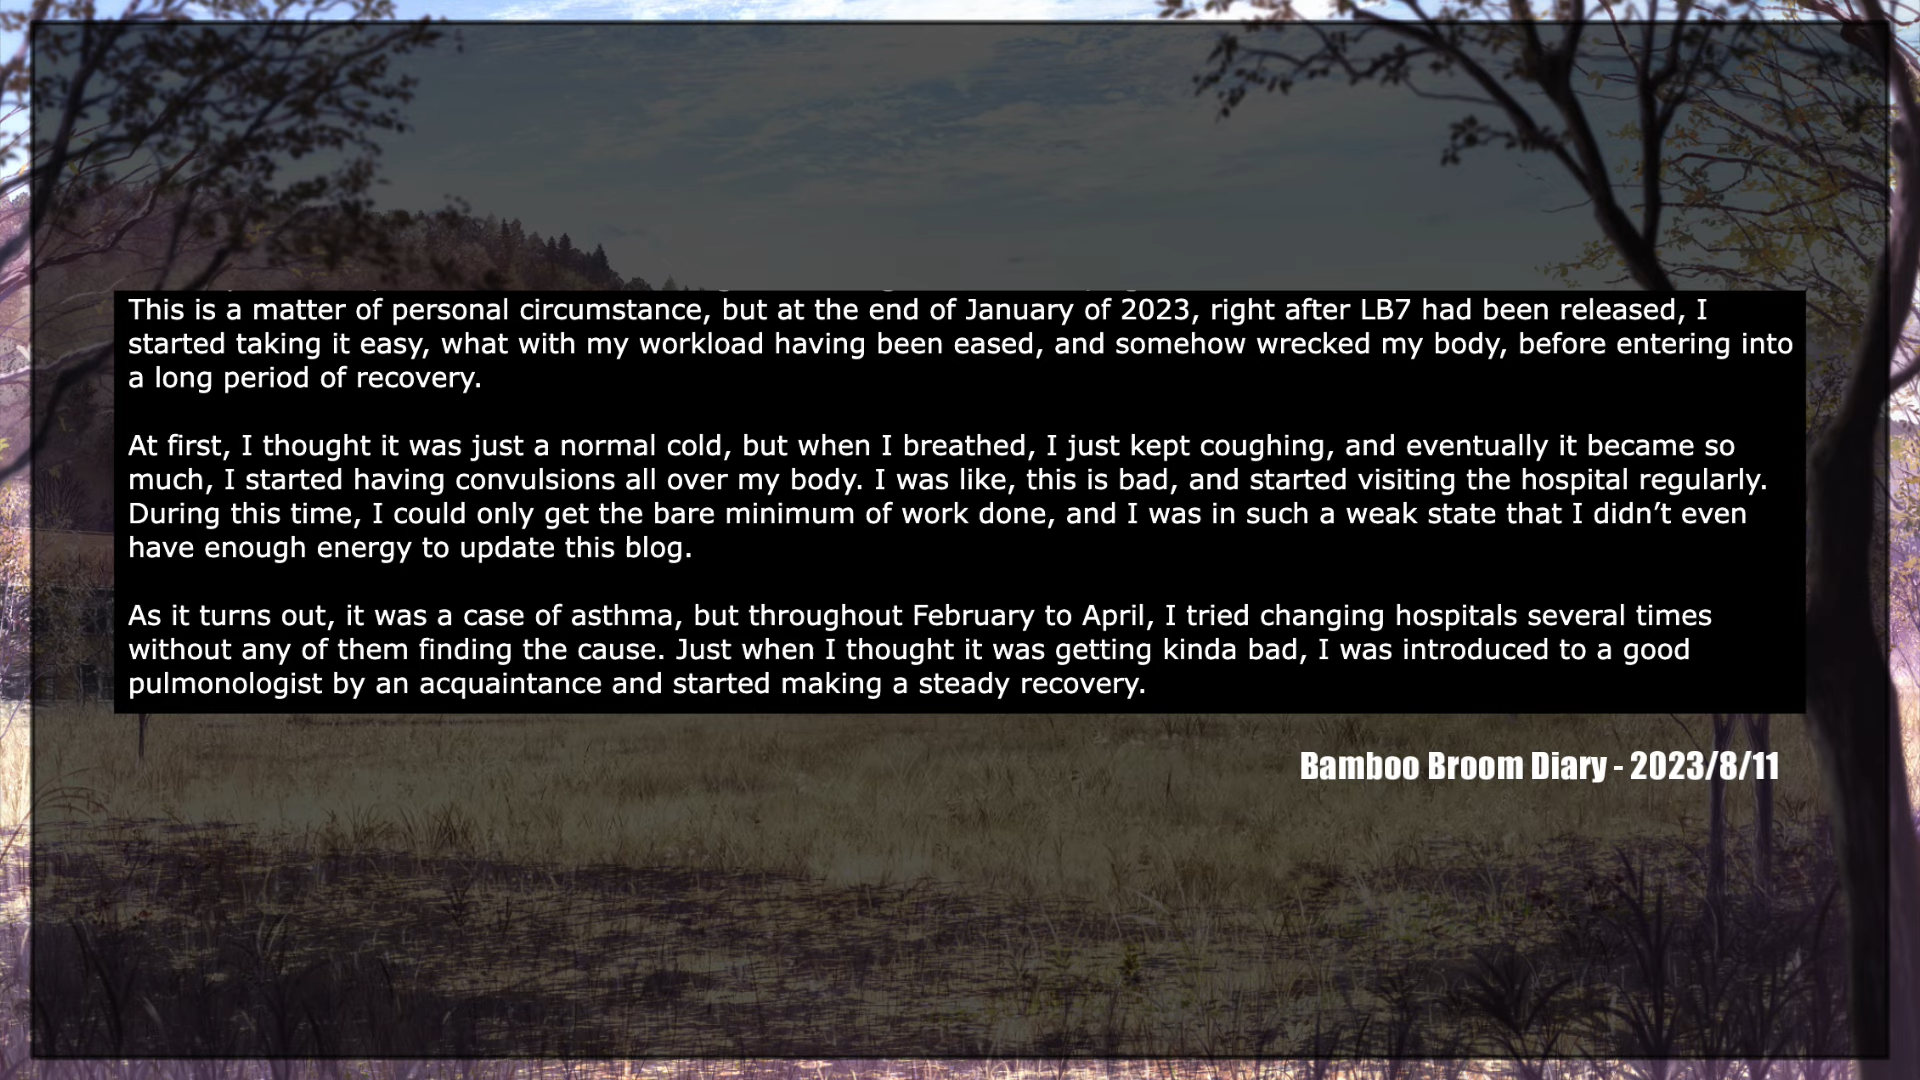 This is a matter of personal circumstance, but at the end of January of 2023, right after LB7 had been released, I
started taking it easy, what with my workload having been eased, and somehow wrecked my body, before entering into
a long period of recovery.
At first, I thought it was just a normal cold, but when I breathed, I just kept coughing, and eventually it became so
much, I started having convulsions all over my body. I was like, this is bad, and started visiting the hospital regularly.
During this time, I could only get the bare minimum of work done, and I was in such a weak state that I didn’t even
have enough energy to update this blog.
As it turns out, it was a case of asthma, but throughout February to April, I tried changing hospitals several times
without any of them finding the cause. Just when I thought it was getting kinda bad, I was introduced to a good
pulmonologist by an acquaintance and started making a steady recovery.
Bamboo Broom Diary - 2023/8/11